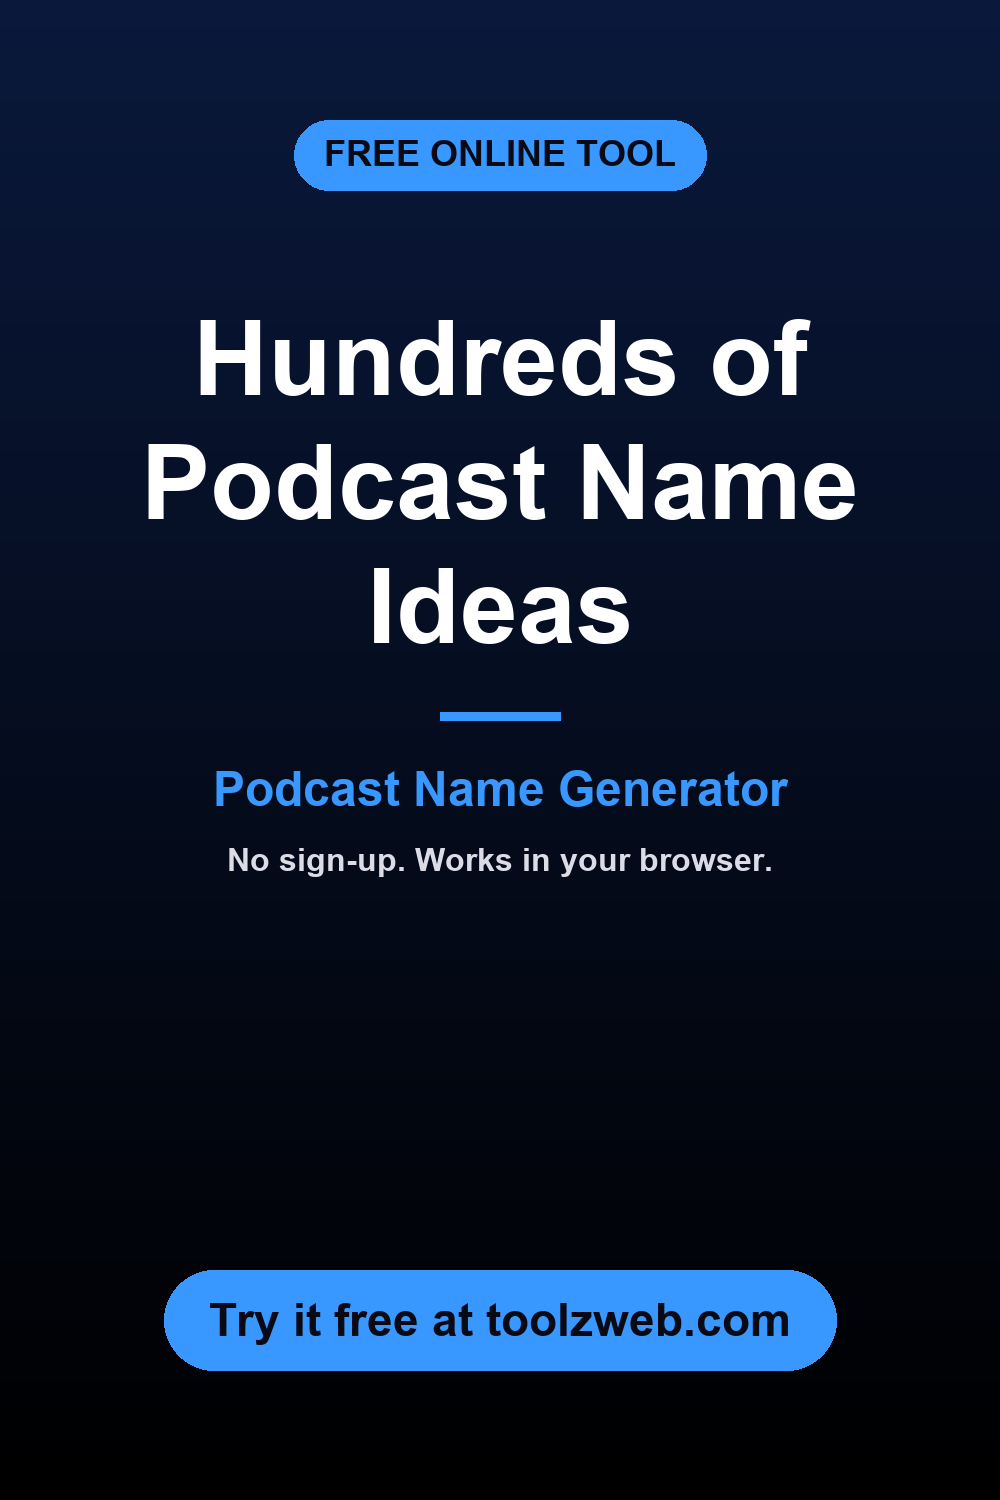 FREE ONLINE TOOL
Hundreds of
Podcast Name
Ideas
Podcast Name Generator
No sign-up. Works in your browser.
Try it free at toolzweb.com